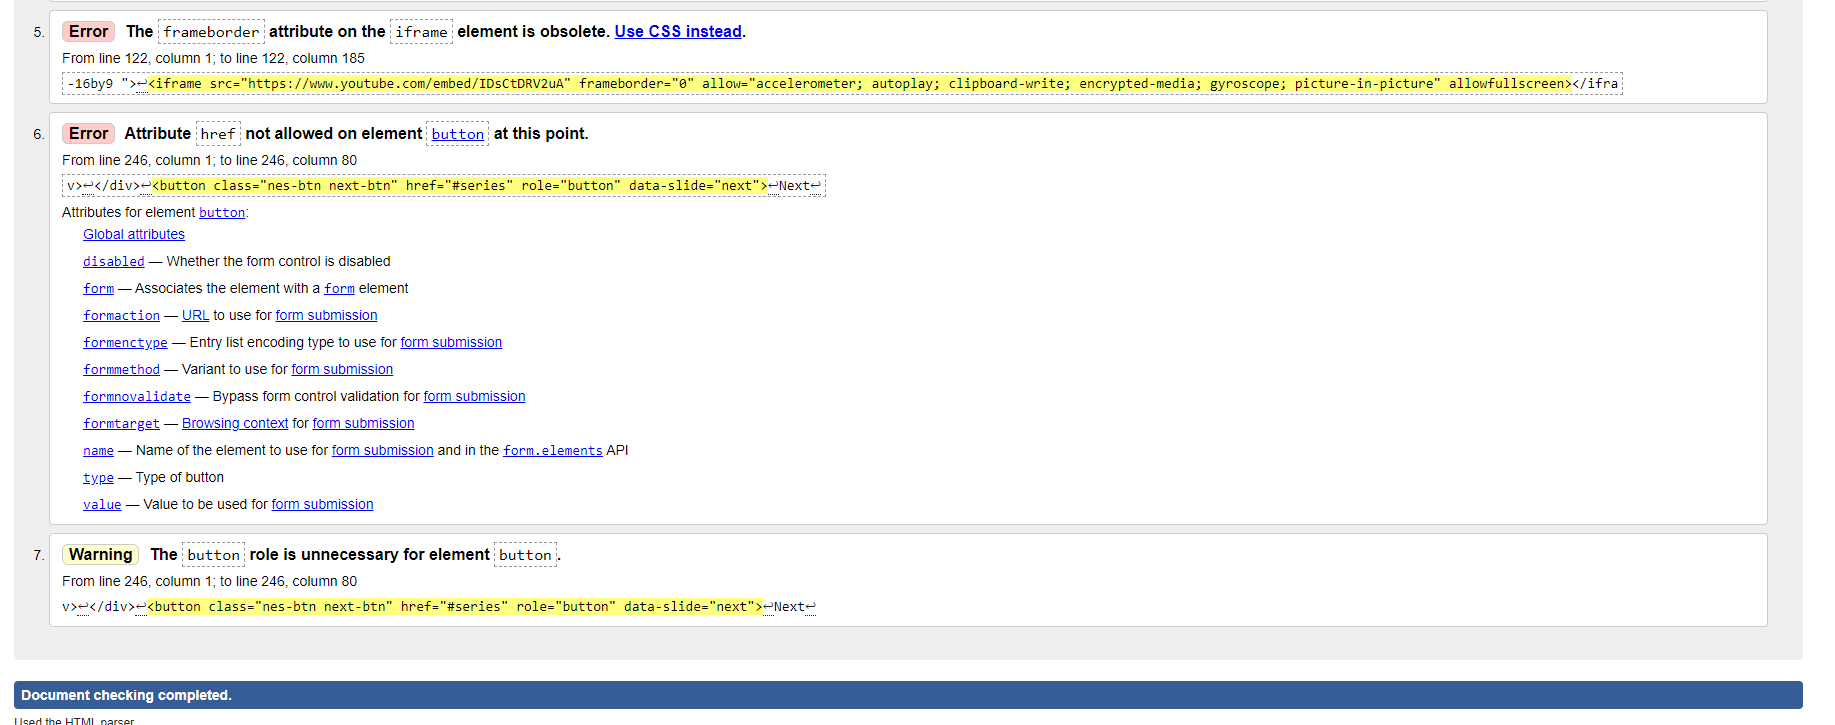 5. Error The frameborder attribute on the iframe element is obsolete. Use CSS instead.
From line 122, column 1; to line 122, column 185
-16by9 ">↩<iframe src="https://www.youtube.com/embed/IDsCtDRV2uA" frameborder="0" allow="accelerometer; autoplay; clipboard-write; encrypted-media; gyroscope; picture-in-picture" allowfullscreen></ifra
6. Error Attribute href not allowed on element button at this point.
From line 246, column 1; to line 246, column 80
v>↩</div>↩<button class="nes-btn next-btn" href="#series" role="button" data-slide="next">↩Next↩
Attributes for element button:
Global attributes
disabled — Whether the form control is disabled
form — Associates the element with a form element
formaction — URL to use for form submission
formenctype — Entry list encoding type to use for form submission
formmethod — Variant to use for form submission
formnovalidate — Bypass form control validation for form submission
formtarget — Browsing context for form submission
name — Name of the element to use for form submission and in the form.elements API
type — Type of button
value — Value to be used for form submission
7. Warning The button role is unnecessary for element button.
From line 246, column 1; to line 246, column 80
v>↩</div>↩<button class="nes-btn next-btn" href="#series" role="button" data-slide="next">↩Next↩
Document checking completed.
Used the HTML parser.